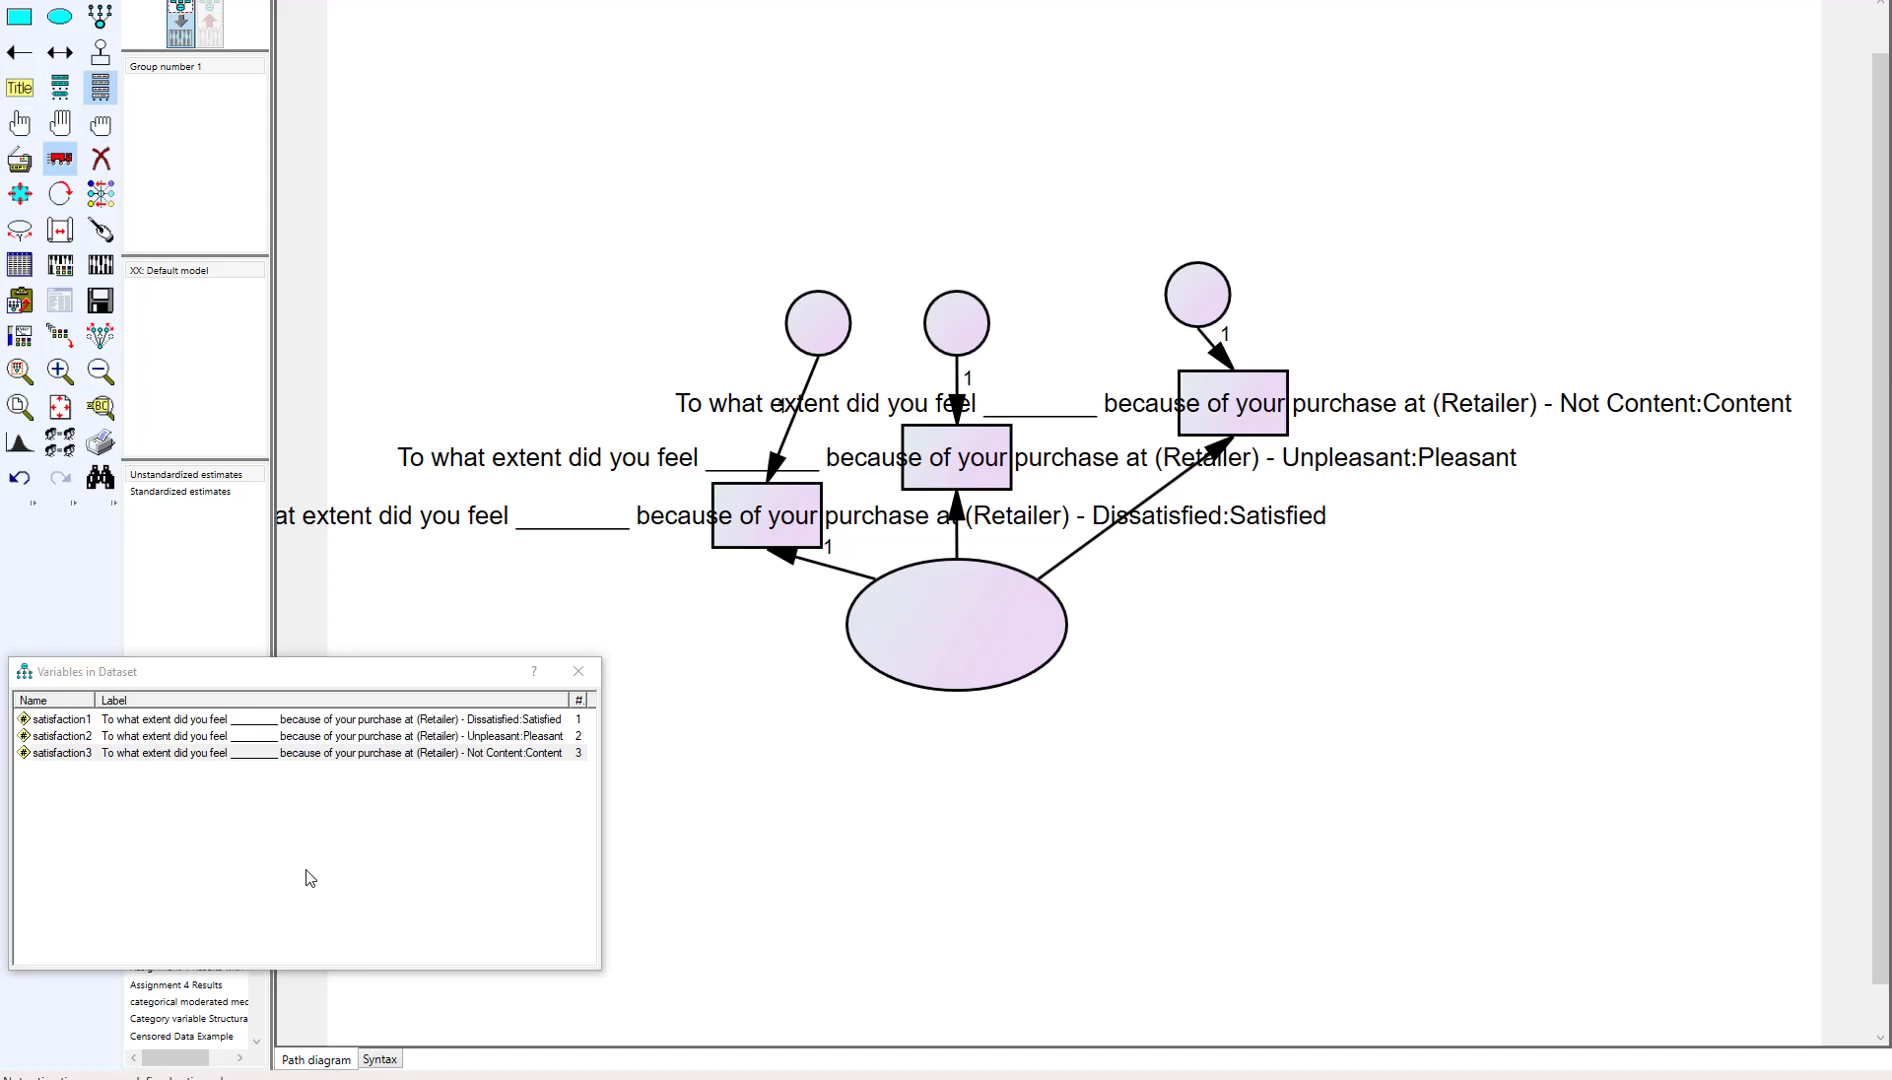 Title
Group number 1
XX: Default model
Unstandardized estimates
Standardized estimates
1
1
To what extent did you feel ________ because of your purchase at (Retailer) - Not Content:Content
To what extent did you feel ________ because of your purchase at (Retailer) - Unpleasant:Pleasant
at extent did you feel ________ because of your purchase at (Retailer) - Dissatisfied:Satisfied
1
Variables in Dataset
?
Name Label #.
satisfaction1 To what extent did you feel ________ because of your purchase at (Retailer) - Dissatisfied:Satisfied 1
satisfaction2 To what extent did you feel ________ because of your purchase at (Retailer) - Unpleasant:Pleasant 2
satisfaction3 To what extent did you feel ________ because of your purchase at (Retailer) - Not Content:Content 3
Assignment 4 Results
categorical moderated mec
Category variable Structura
Censored Data Example
Path diagram
Syntax